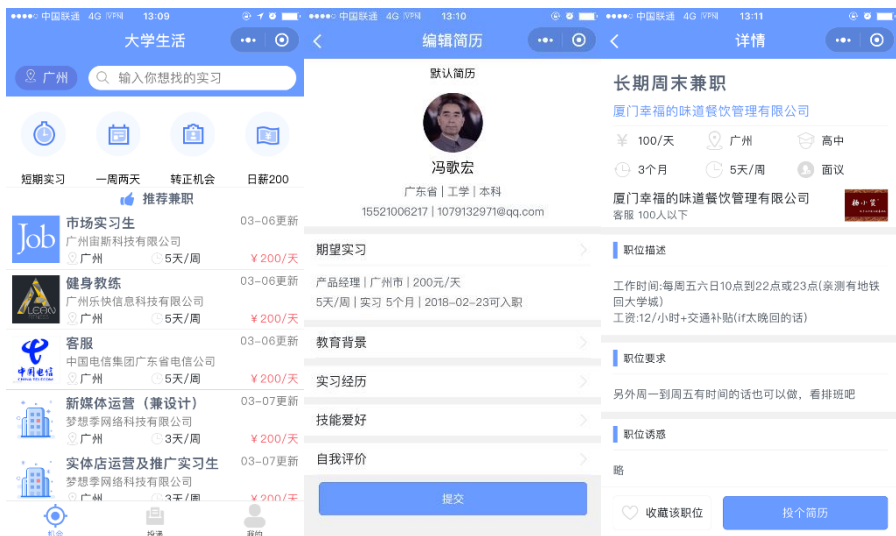 中国联通 4G VPN 13:09
大学生活
广州
输入你想找的实习
短期实习 一周两天 转正机会 日薪200
推荐兼职
Job
市场实习生 03-06更新
广州宙斯科技有限公司
广州 5天/周 ¥200/天
健身教练 03-06更新
广州乐快信息科技有限公司
广州 5天/周 ¥200/天
客服 03-06更新
中国电信
中国电信集团广东省电信公司
广州 5天/周 ¥200/天
新媒体运营（兼设计） 03-07更新
梦想季网络科技有限公司
广州 3天/周 ¥200/天
实体店运营及推广实习生 03-07更新
梦想季网络科技有限公司
广州 3天/周 ¥200/天
机会 投递 我的
中国联通 4G VPN 13:10
编辑简历
默认简历
冯歌宏
广东省 | 工学 | 本科
15521006217 | 1079132971@qq.com
期望实习
产品经理 | 广州市 | 200元/天
5天/周 | 实习 5个月 | 2018-02-23可入职
教育背景
实习经历
技能爱好
自我评价
提交
中国联通 4G VPN 13:11
详情
长期周末兼职
厦门幸福的味道餐饮管理有限公司
¥ 100/天 广州 高中
3个月 5天/周 面议
厦门幸福的味道餐饮管理有限公司
客服 100人以下
职位描述
工作时间:每周五六日10点到22点或23点(亲测有地铁
回大学城)
工资:12/小时+交通补贴(if太晚回的话)
职位要求
另外周一到周五有时间的话也可以做，看排班吧
职位诱惑
略
收藏该职位
投个简历